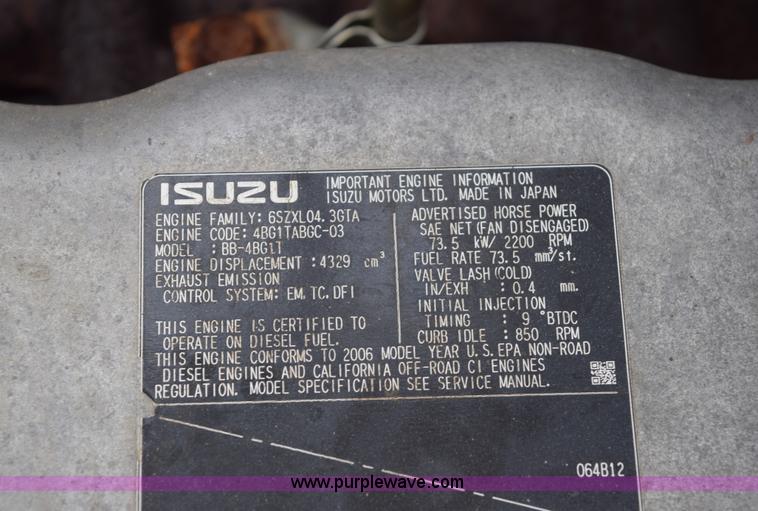 ISUZU IMPORTANT ENGINE INFORMATION
ISUZU MOTORS LTD. MADE IN JAPAN
ENGINE FAMILY: 6SZXL04.3GTA
ENGINE CODE: 4BG1TABGC-03
MODEL : BB-4BG1T
ENGINE DISPLACEMENT :4329 cm³
EXHAUST EMISSION
CONTROL SYSTEM: EM, TC, DFI
THIS ENGINE IS CERTIFIED TO
OPERATE ON DIESEL FUEL.
ADVERTISED HORSE POWER
SAE NET (FAN DISENGAGED)
73.5 kW/ 2200 RPM
FUEL RATE 73.5 mm³/st.
VALVE LASH (COLD)
IN/EXH : 0.4 mm.
INITIAL INJECTION
TIMING : 9 °BTDC
CURB IDLE : 850 RPM
THIS ENGINE CONFORMS TO 2006 MODEL YEAR U.S. EPA NON-ROAD
DIESEL ENGINES AND CALIFORNIA OFF-ROAD CI ENGINES
REGULATION. MODEL SPECIFICATION SEE SERVICE MANUAL.
064B12
www.purplewave.com